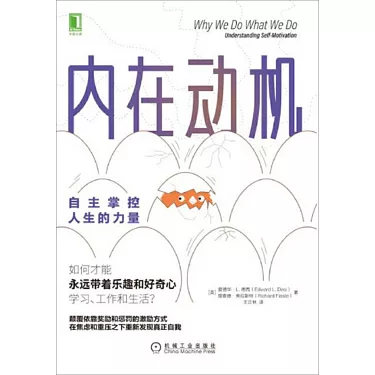 Why We Do What We Do
Understanding Self-Motivation
内在动机
自主掌控
人生的力量
如何才能
永远带着乐趣和好奇心
学习、工作和生活？
[美] 爱德华·L. 德西 (Edward L. Deci)
理查德·弗拉斯特 (Richard Flaste) 著
王正林 译
颠覆依靠奖励和惩罚的激励方式
在焦虑和重压之下重新发现真正自我
机械工业出版社
CHINA MACHINE PRESS